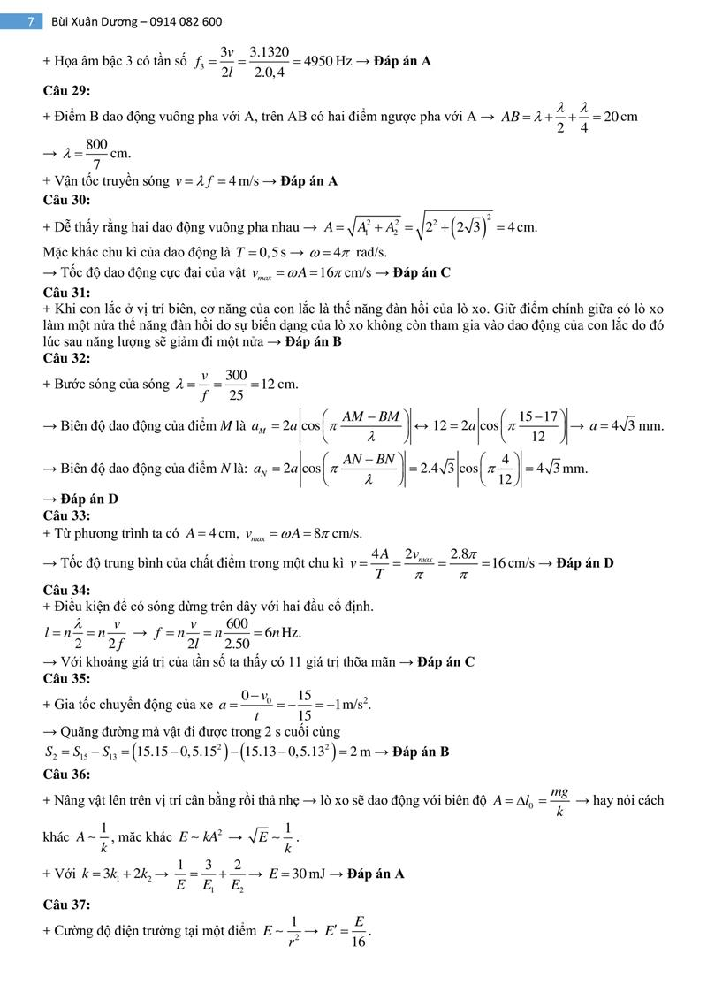 7 Bùi Xuân Dương – 0914 082 600
+ Họa âm bậc 3 có tần số f₃ = 3v/2l = 3.1320/2.0,4 = 4950 Hz → Đáp án A
Câu 29:
+ Điểm B dao động vuông pha với A, trên AB có hai điểm ngược pha với A → AB = λ + λ/2 + λ/4 = 20 cm
→ λ = 800/7 cm.
+ Vận tốc truyền sóng v = λf = 4 m/s → Đáp án A
Câu 30:
+ Dễ thấy rằng hai dao động vuông pha nhau → A = √(A₁² + A₂²) = √(2² + (2√3)²) = 4cm.
Mặc khác chu kì của dao động là T = 0,5 s → ω = 4π rad/s.
→ Tốc độ dao động cực đại của vật vₘₐₓ = ωA = 16π cm/s → Đáp án C
Câu 31:
+ Khi con lắc ở vị trí biên, cơ năng của con lắc là thế năng đàn hồi của lò xo. Giữ điểm chính giữa có lò xo
làm một nửa thế năng đàn hồi do sự biến dạng của lò xo không còn tham gia vào dao động của con lắc do đó
lúc sau năng lượng sẽ giảm đi một nửa → Đáp án B
Câu 32:
+ Bước sóng của sóng λ = v/f = 300/25 = 12 cm.
→ Biên độ dao động của điểm M là a_M = 2a|cos(π (AM − BM)/λ)| ↔ 12 = 2a|cos(π (15−17)/12)| → a = 4√3 mm.
→ Biên độ dao động của điểm N là: a_N = 2a|cos(π (AN − BN)/λ)| = 2.4√3|cos(π 4/12)| = 4√3 mm.
→ Đáp án D
Câu 33:
+ Từ phương trình ta có A = 4 cm, vₘₐₓ = ωA = 8π cm/s.
→ Tốc độ trung bình của chất điểm trong một chu kì v = 4A/T = 2vₘₐₓ/π = 2.8π/π = 16 cm/s → Đáp án D
Câu 34:
+ Điều kiện để có sóng dừng trên dây với hai đầu cố định.
l = n λ/2 = n v/2f → f = n v/2l = n 600/2.50 = 6n Hz.
→ Với khoảng giá trị của tần số ta thấy có 11 giá trị thõa mãn → Đáp án C
Câu 35:
+ Gia tốc chuyển động của xe a = (0 − v₀)/t = −15/15 = −1 m/s².
→ Quãng đường mà vật đi được trong 2 s cuối cùng
S₂ = S₁₅ − S₁₃ = (15.15 − 0,5.15²) − (15.13 − 0,5.13²) = 2 m → Đáp án B
Câu 36:
+ Nâng vật lên trên vị trí cân bằng rồi thả nhẹ → lò xo sẽ dao động với biên độ A = Δl₀ = mg/k → hay nói cách
khác A ~ 1/k, măc khác E ~ kA² → √E ~ 1/k.
+ Với k = 3k₁ + 2k₂ → 1/E = 3/E₁ + 2/E₂ → E = 30 mJ → Đáp án A
Câu 37:
+ Cường độ điện trường tại một điểm E ~ 1/r² → E′ = E/16.